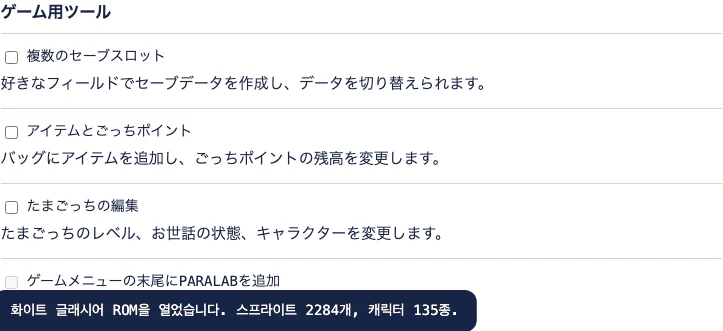 ゲーム用ツール
複数のセーブスロット
好きなフィールドでセーブデータを作成し、データを切り替えられます。
アイテムとごっちポイント
バッグにアイテムを追加し、ごっちポイントの残高を変更します。
たまごっちの編集
たまごっちのレベル、お世話の状態、キャラクターを変更します。
ゲームメニューの末尾にPARALABを追加
화이트 글래시어 ROM을 열었습니다. 스프라이트 2284개, 캐릭터 135종.